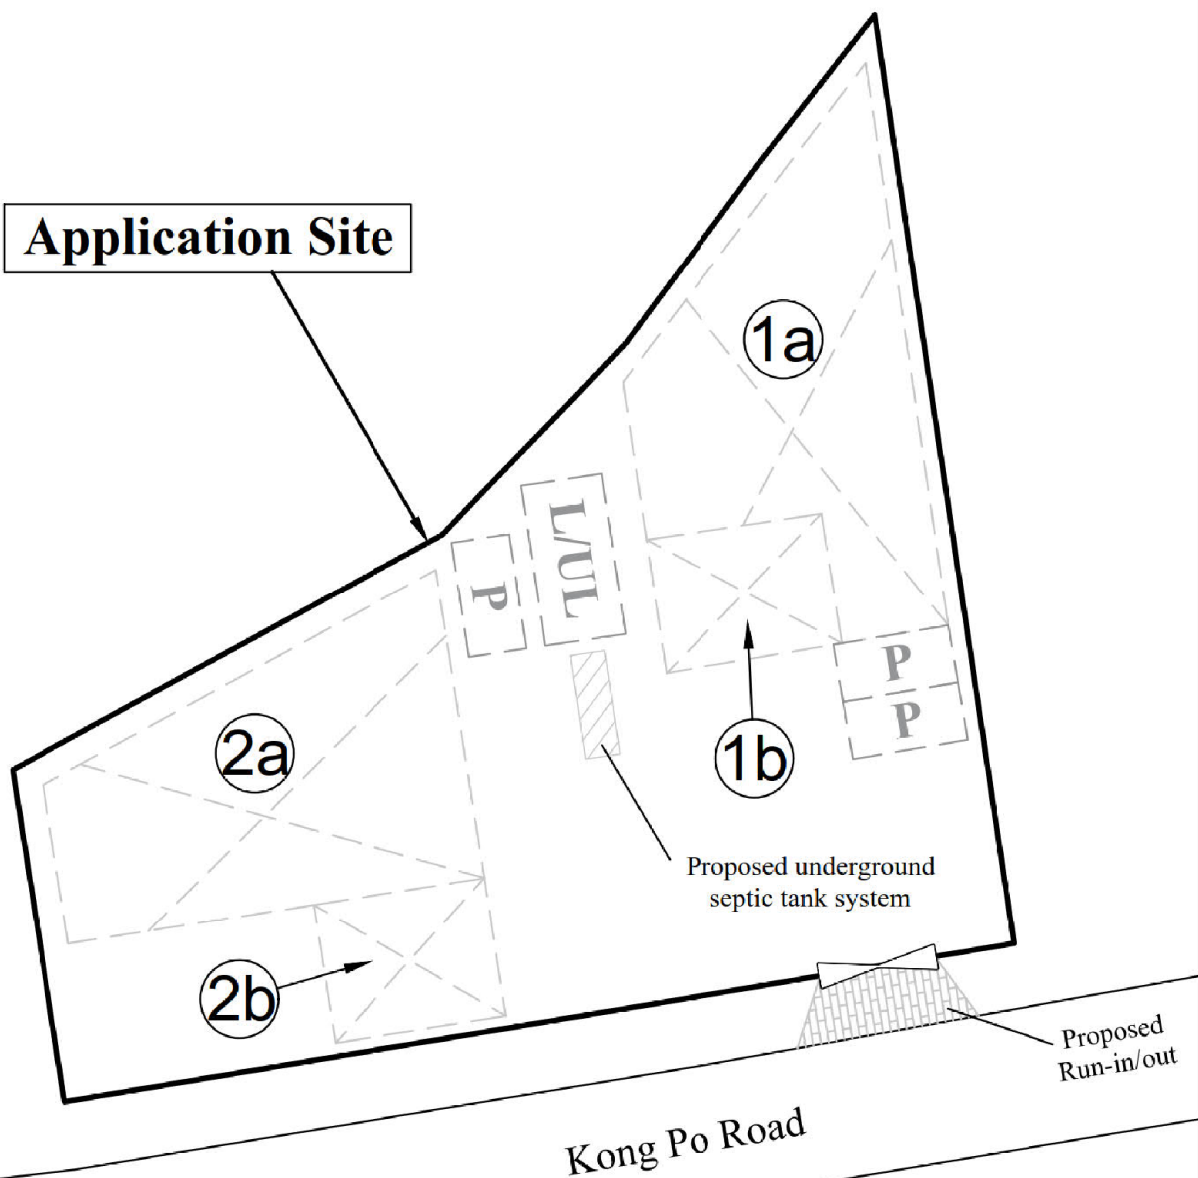 Application Site
1a
L/UL
P
P
P
2a
1b
Proposed underground
septic tank system
2b
Proposed
Run-in/out
Kong Po Road